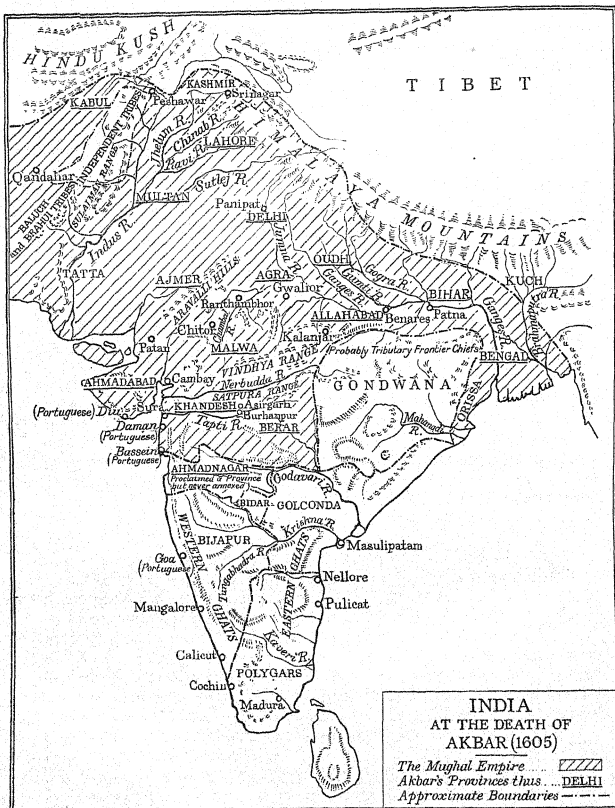 HINDU KUSH
TIBET
KABUL
Peshawar
KASHMIR
Srinagar
INDEPENDENT TRIBES
Jhelum R.
Chinab R.
Ravi R.
LAHORE
HIMALAYA MOUNTAINS
Qandahar
BALUCH
and BRAHUI TRIBES
SULAIMAN RANGE
MULTAN
Sutlej R.
Panipat
DELHI
Indus R.
Jumna R.
TATTA
AJMER
ARAVALLI HILLS
AGRA
OUDH
Gogra R.
Gumti R.
Ganges R.
KUCH
Brahmaputra R.
Gwalior
Ranthambhor
ALLAHABAD
Benares
BIHAR
Patna
Ganges R.
Chitor
Chambal R.
Kalanjar
Patan
MALWA
VINDHYA RANGE
(Probably Tributary Frontier Chiefs)
BENGAL
AHMADABAD
Cambay
Nerbudda R.
GONDWANA
SATPURA RANGE
(Portuguese) Diu
Surat
KHANDESH
Asirgarh
Burhanpur
ORISSA
Daman
(Portuguese)
Tapti R.
BERAR
Mahanadi
R.
Bassein
(Portuguese)
AHMADNAGAR
(Proclaimed a Province
but never annexed)
Godavari R.
BIDAR
GOLCONDA
BIJAPUR
Krishna R.
WESTERN GHATS
Masulipatam
Goa
(Portuguese)
Tungabhadra R.
EASTERN GHATS
Nellore
Mangalore
Pulicat
Calicut
Kaveri R.
POLYGARS
Cochin
Madura
INDIA
AT THE DEATH OF
AKBAR (1605)
The Mughal Empire .....
Akbar's Provinces thus .... DELHI
Approximate Boundaries